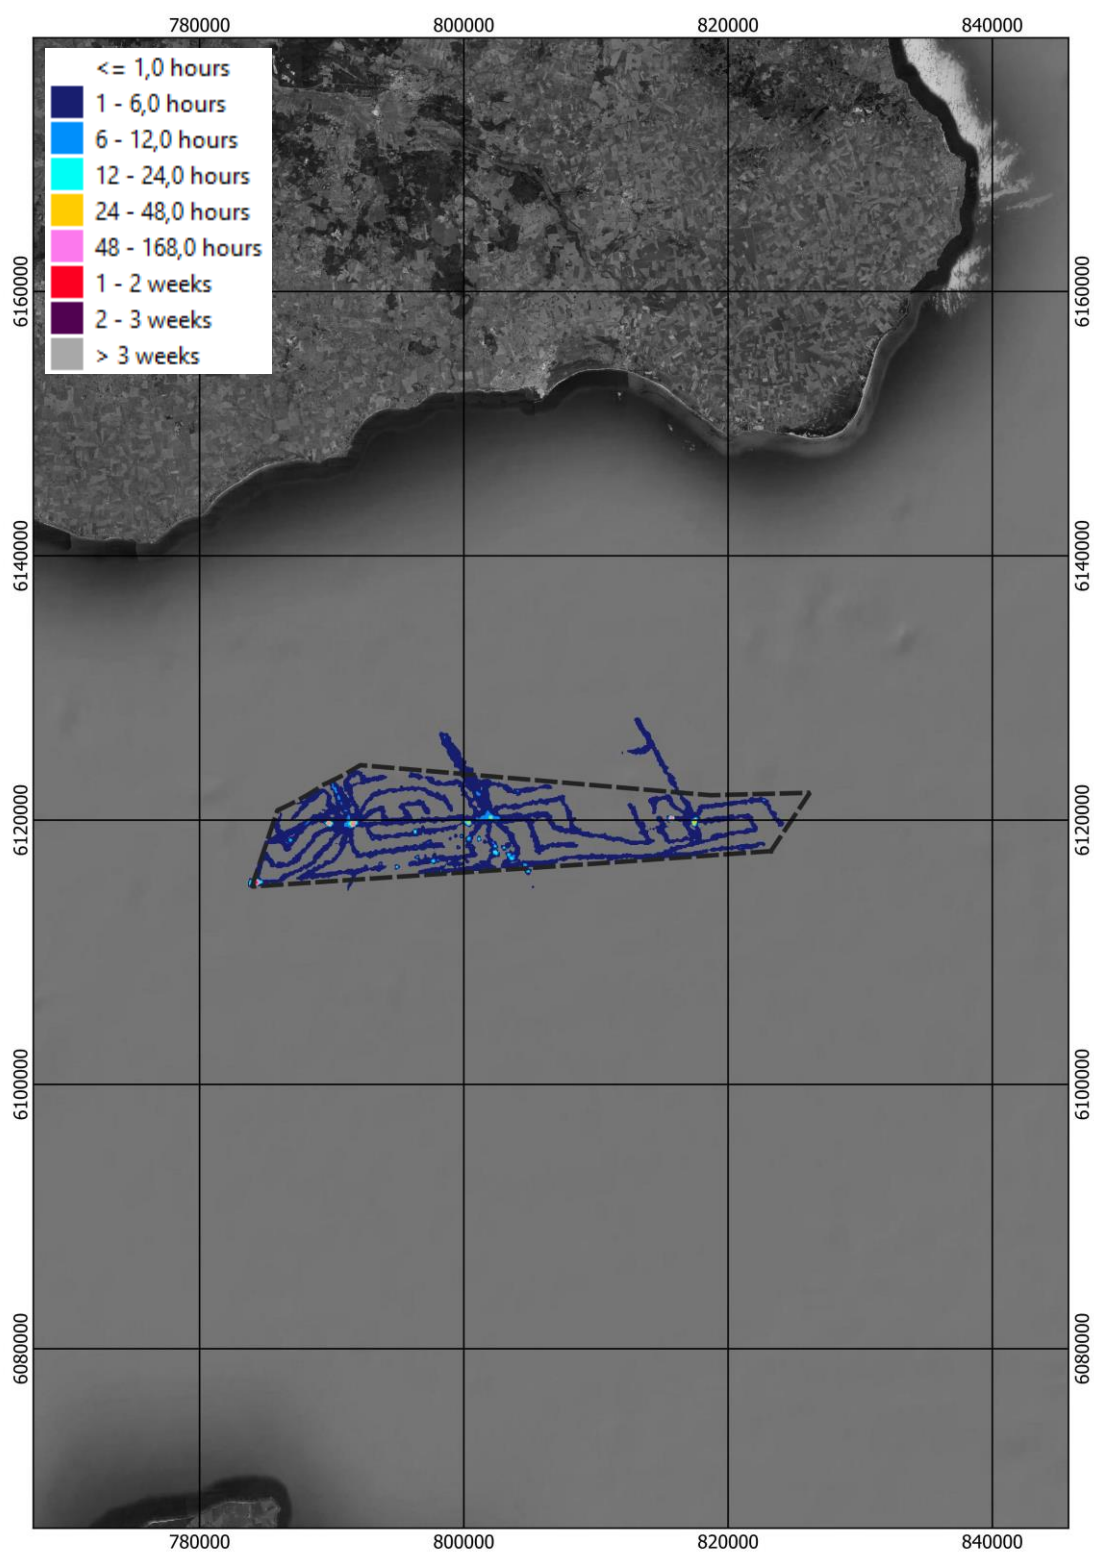 780000 800000 820000 840000
<= 1,0 hours
1 - 6,0 hours
6 - 12,0 hours
12 - 24,0 hours
24 - 48,0 hours
48 - 168,0 hours
1 - 2 weeks
2 - 3 weeks
> 3 weeks
6160000 6160000
6140000 6140000
6120000 6120000
6100000 6100000
6080000 6080000
780000 800000 820000 840000